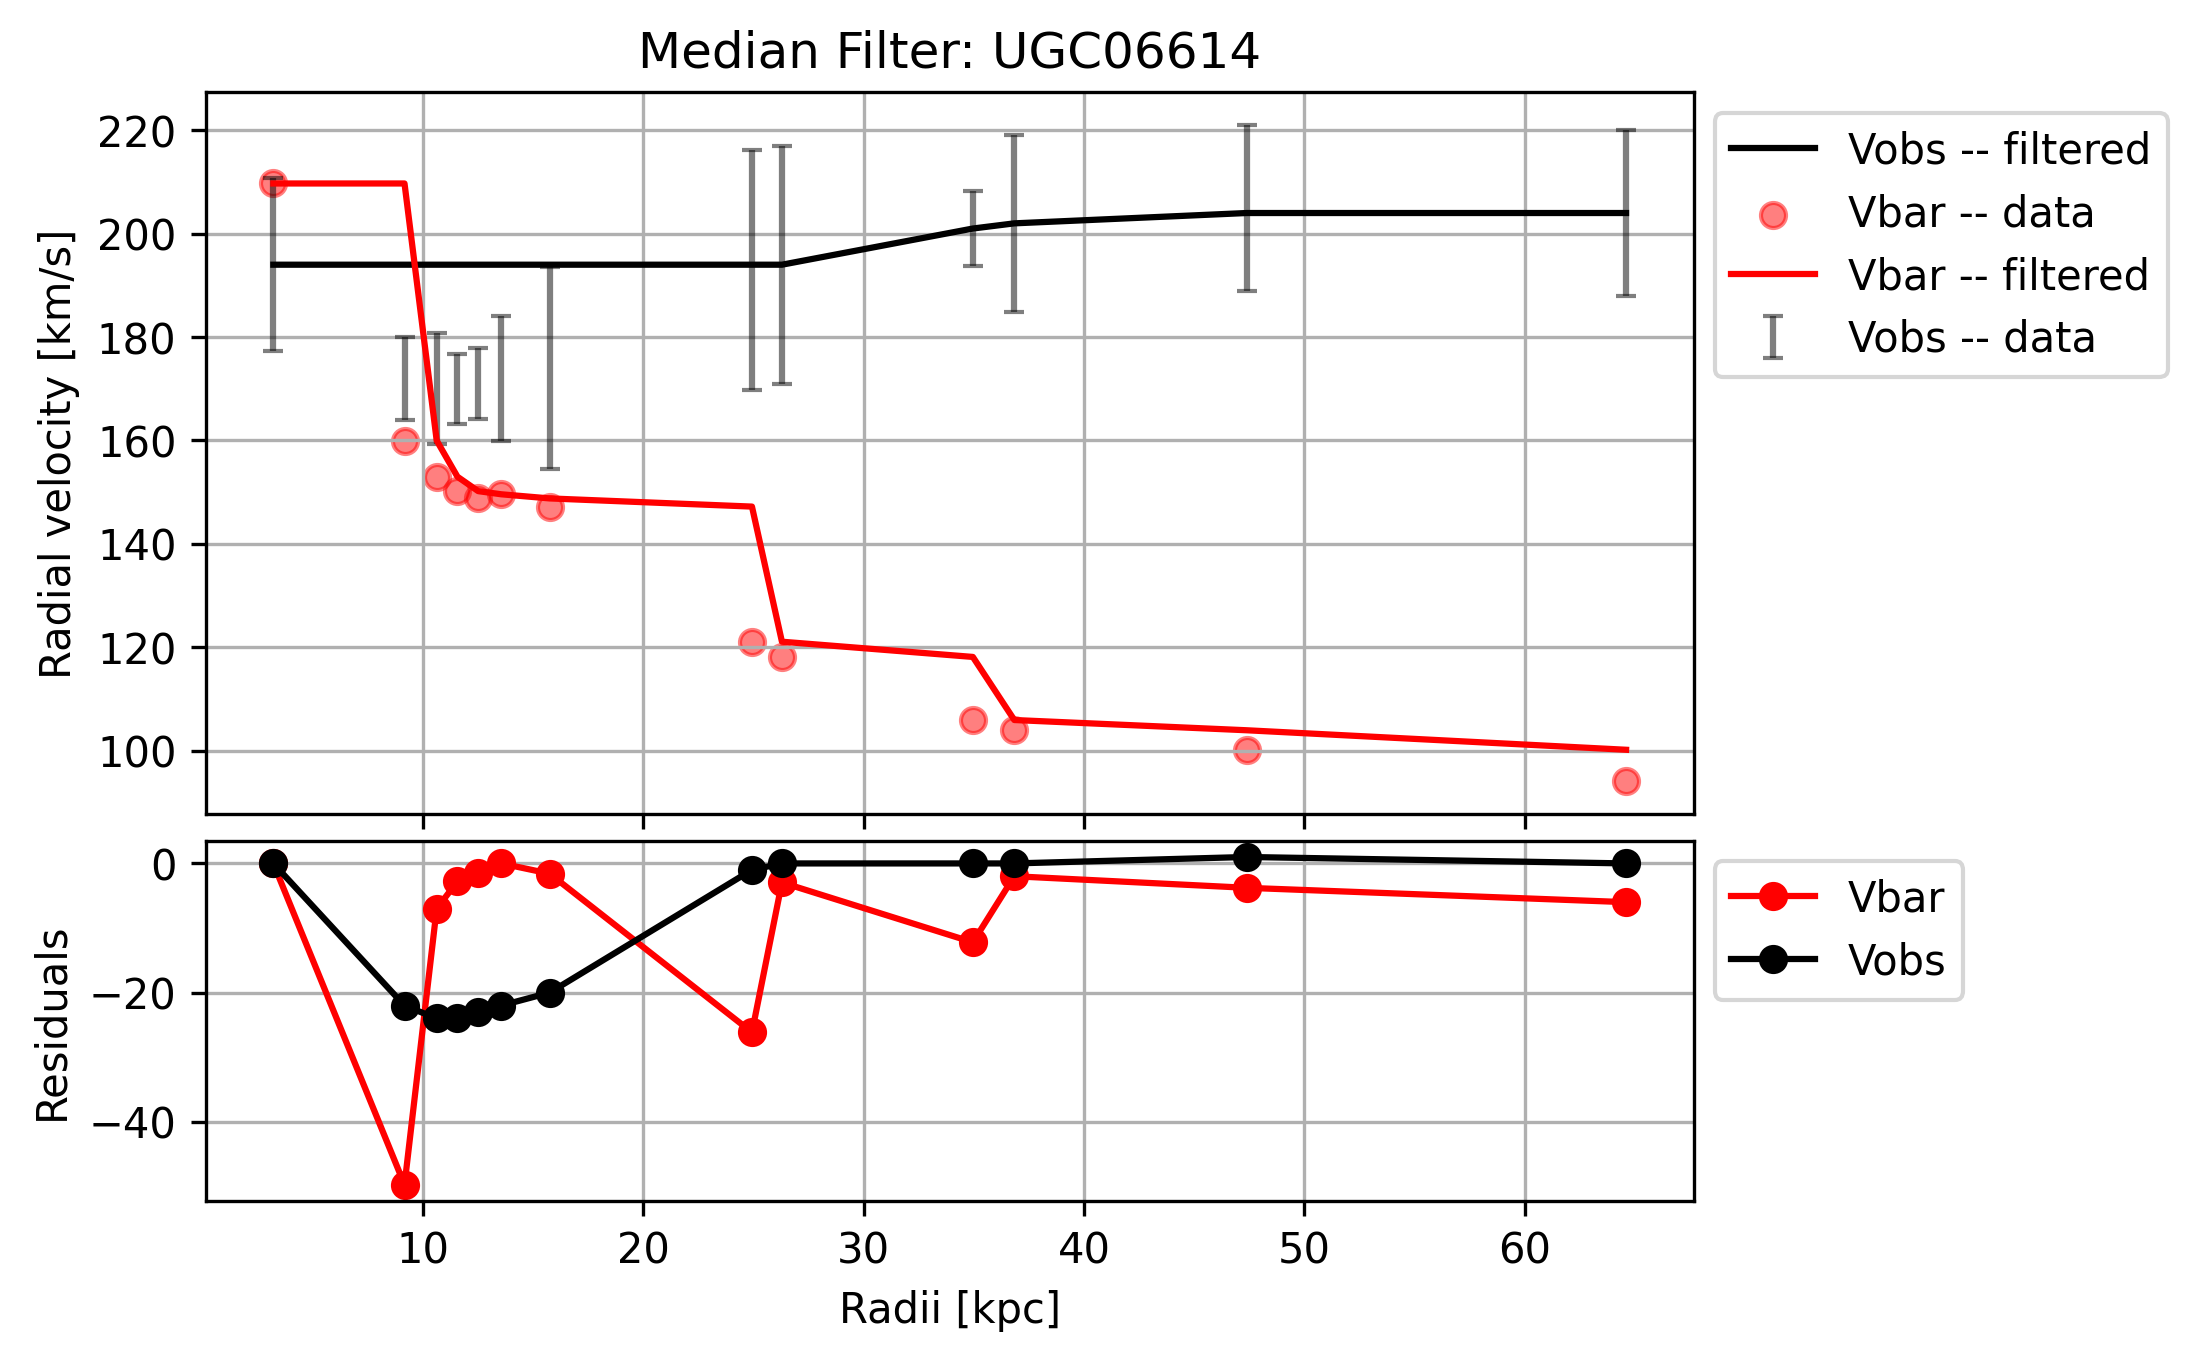 Median Filter: UGC06614
Radial velocity [km/s]
220
200
180
160
140
120
100
Vobs -- filtered
Vbar -- data
Vbar -- filtered
Vobs -- data
Residuals
0
−20
−40
Vbar
Vobs
10 20 30 40 50 60
Radii [kpc]